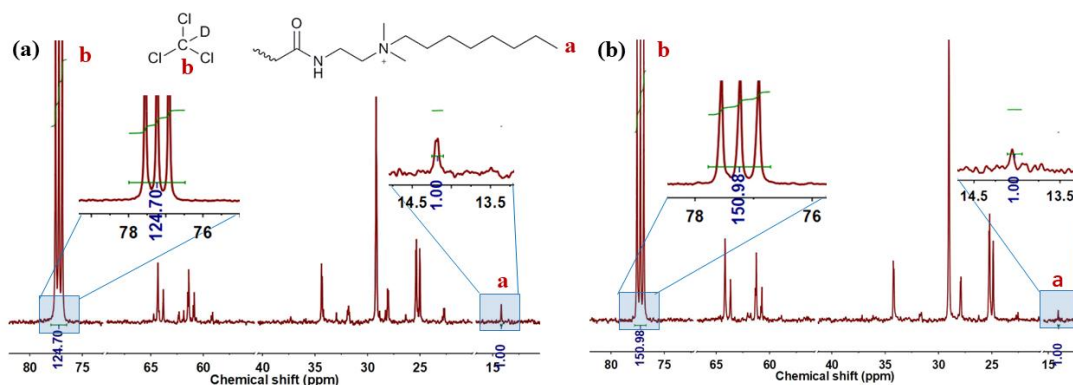 (a)
Cl
Cl D
C
Cl
b
O
N
H
N
+
a
b
124.70
78 76
1.00
14.5 13.5
a
124.70
1.00
80 75 65 60 40 35 30 25 20 15
Chemical shift (ppm)
(b)
b
150.98
78 76
1.00
14.5 13.5
a
150.98
1.00
80 75 65 60 40 35 30 25 20 15
Chemical shift (ppm)